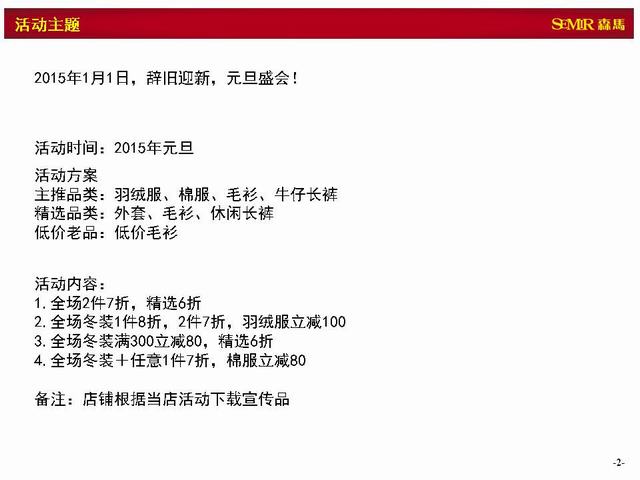 活动主题
SEMIR 森馬
2015年1月1日，辞旧迎新，元旦盛会！
活动时间：2015年元旦
活动方案
主推品类：羽绒服、棉服、毛衫、牛仔长裤
精选品类：外套、毛衫、休闲长裤
低价老品：低价毛衫
活动内容：
1.全场2件7折，精选6折
2.全场冬装1件8折，2件7折，羽绒服立减100
3.全场冬装满300立减80，精选6折
4.全场冬装＋任意1件7折，棉服立减80
备注：店铺根据当店活动下载宣传品
-2-